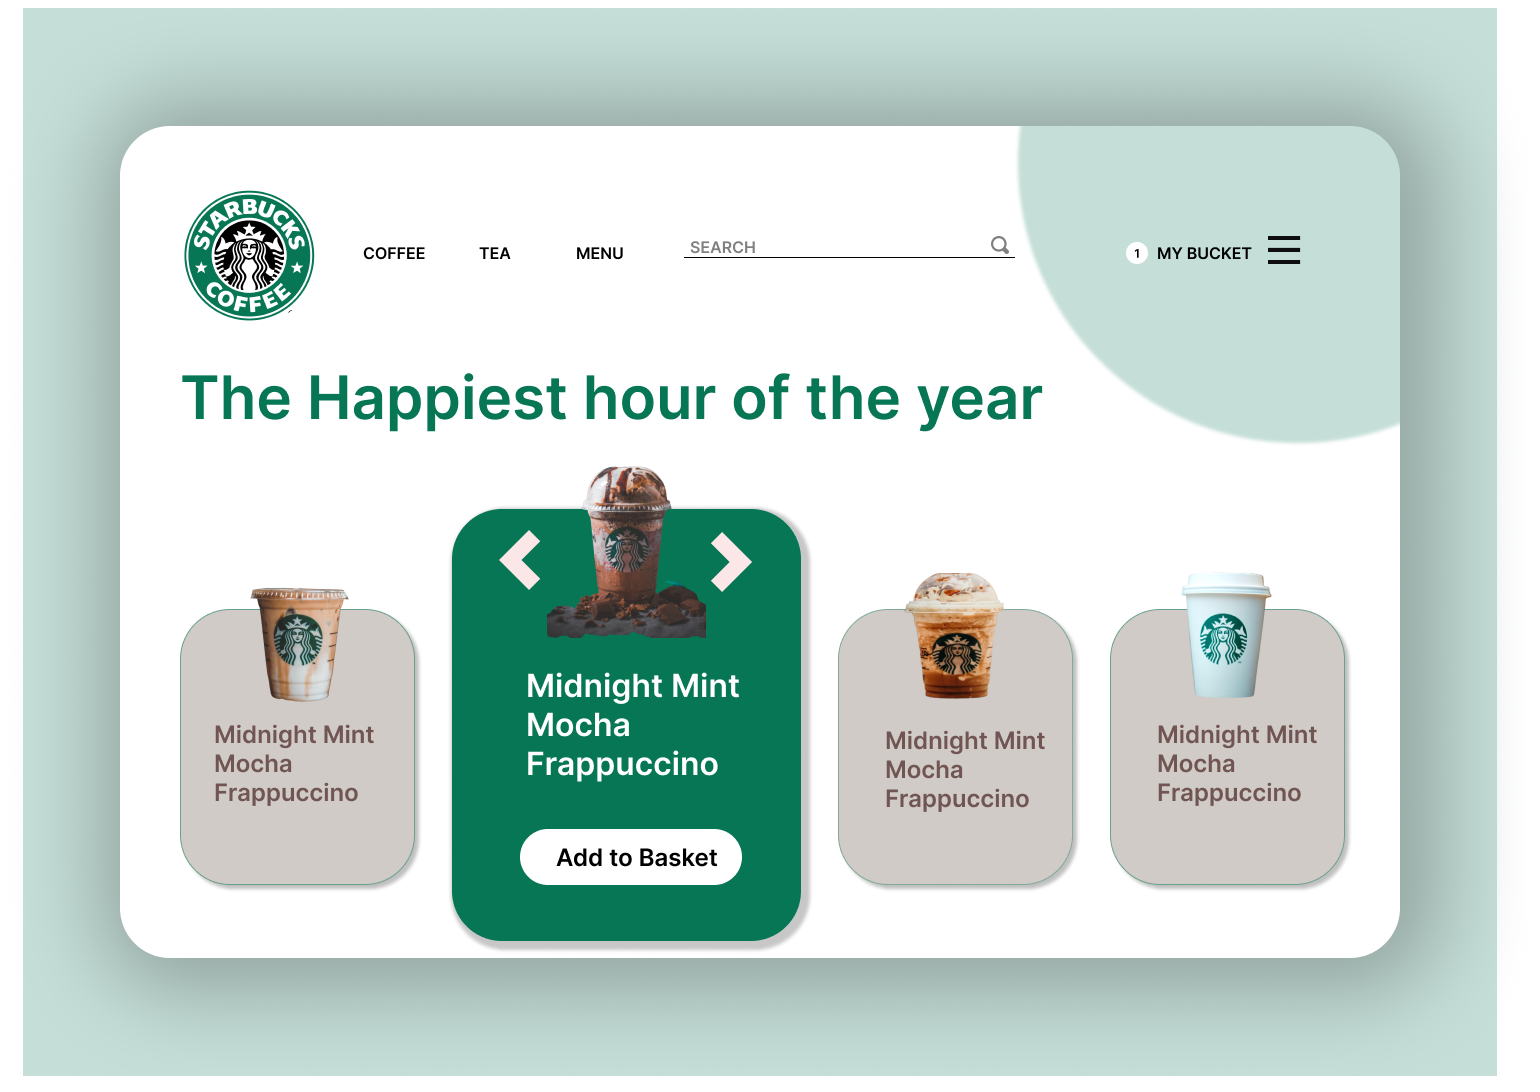 STARBUCKS
COFFEE
COFFEE
TEA
MENU
SEARCH
1
MY BUCKET
The Happiest hour of the year
Midnight Mint
Mocha
Frappuccino
Midnight Mint
Mocha
Frappuccino
Add to Basket
Midnight Mint
Mocha
Frappuccino
Midnight Mint
Mocha
Frappuccino